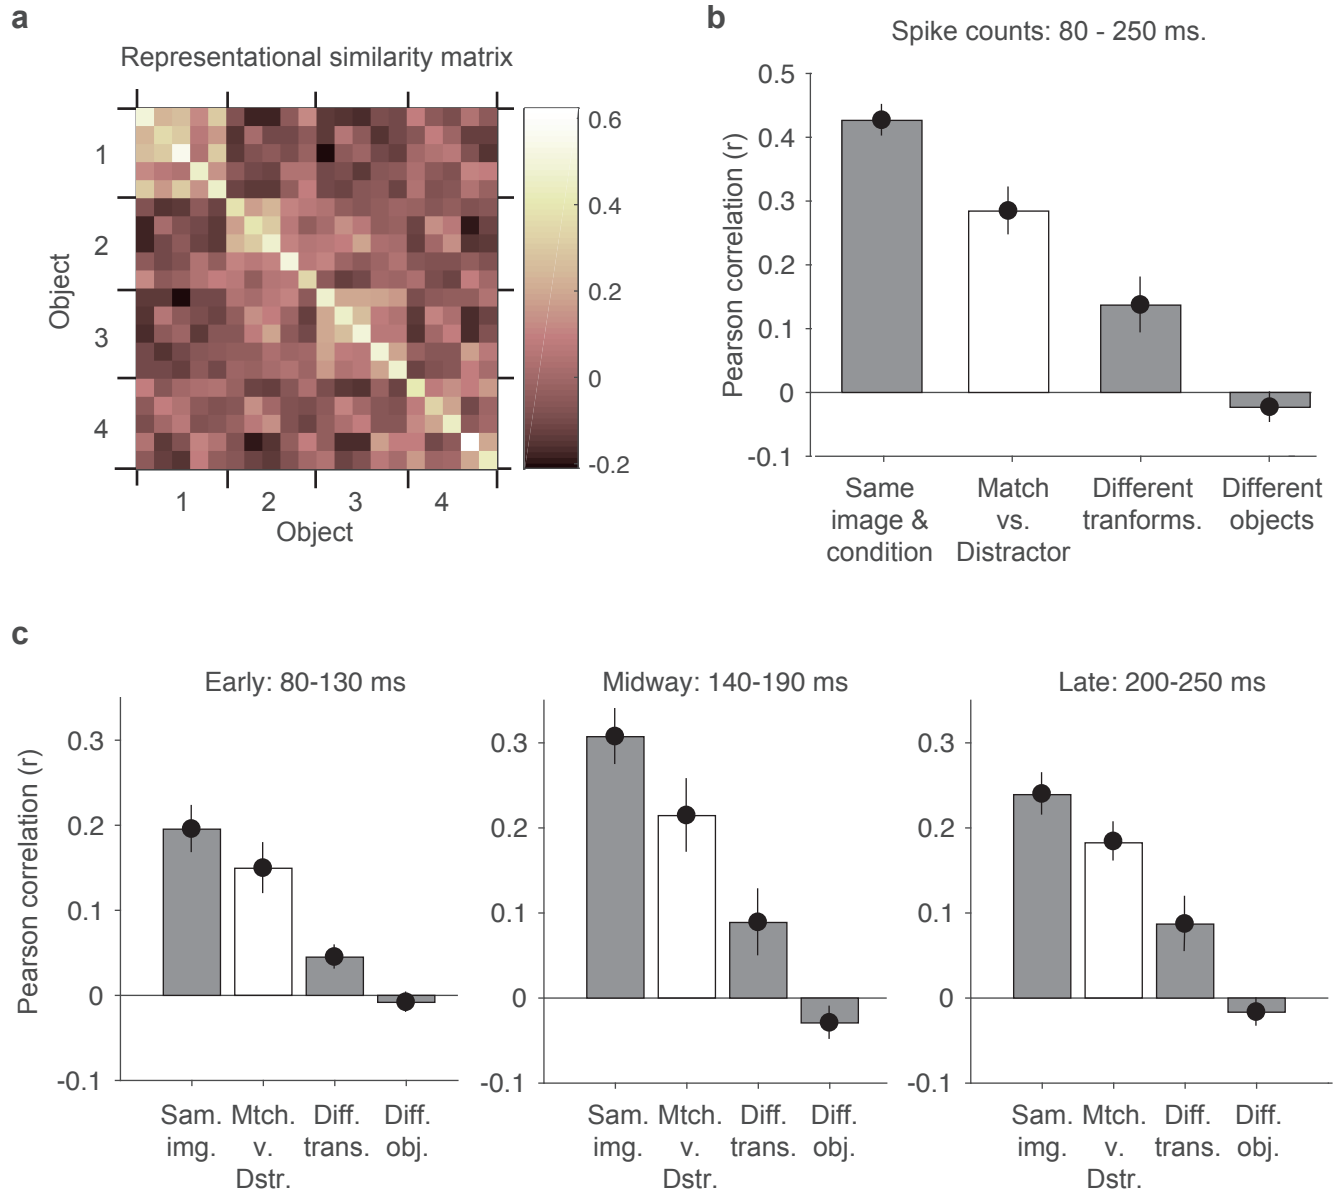 a
Representational similarity matrix
Object
1
2
3
4
1
2
3
4
Object
0.6
0.4
0.2
0
-0.2
b
Spike counts: 80 - 250 ms.
Pearson correlation (r)
0.5
0.4
0.3
0.2
0.1
0
-0.1
Same
image &
condition
Match
vs.
Distractor
Different
tranforms.
Different
objects
c
Early: 80-130 ms
Pearson correlation (r)
0.3
0.2
0.1
0
-0.1
Sam.
img.
Mtch.
v.
Dstr.
Diff.
trans.
Diff.
obj.
Midway: 140-190 ms
0.3
0.2
0.1
0
-0.1
Sam.
img.
Mtch.
v.
Dstr.
Diff.
trans.
Diff.
obj.
Late: 200-250 ms
0.3
0.2
0.1
0
-0.1
Sam.
img.
Mtch.
v.
Dstr.
Diff.
trans.
Diff.
obj.